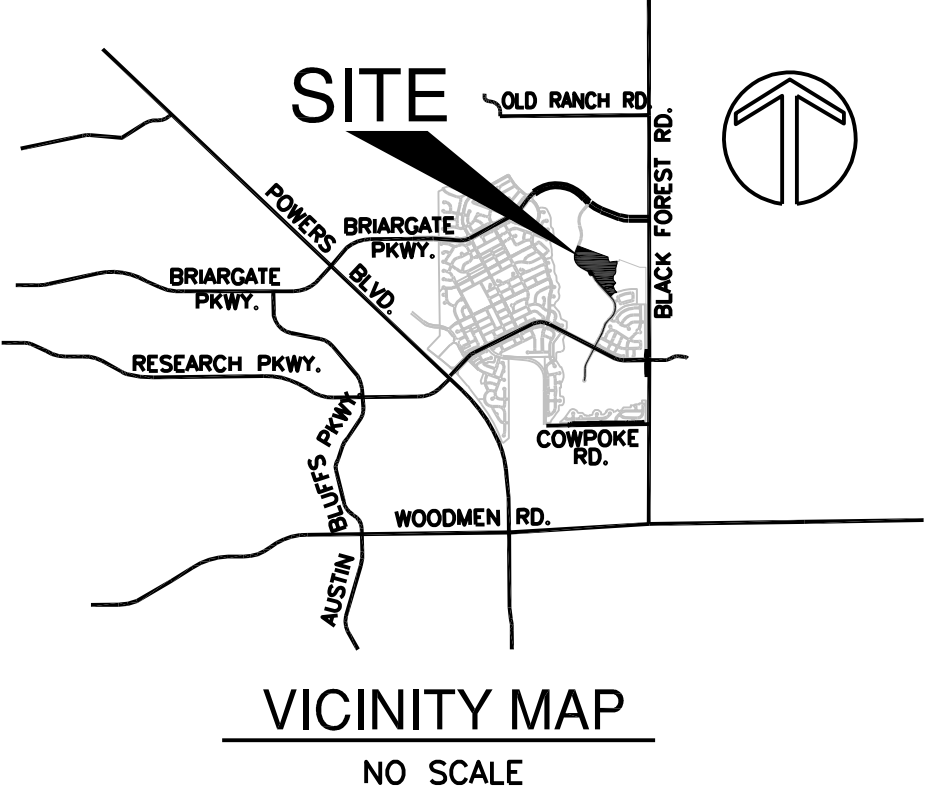 SITE
OLD RANCH RD.
BLACK FOREST RD.
POWERS
BLVD.
BRIARGATE
PKWY.
BRIARGATE
PKWY.
RESEARCH PKWY.
COWPOKE
RD.
BLUFFS PKWY.
AUSTIN
WOODMEN RD.
VICINITY MAP
NO SCALE